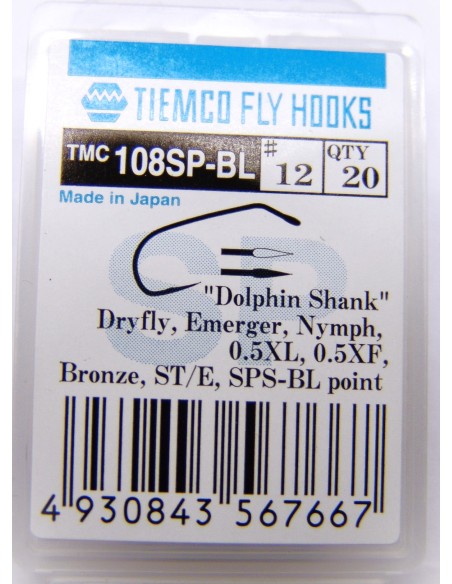 TIEMCO FLY HOOKS
TMC 108SP-BL # 12 QTY 20
Made in Japan
SP
"Dolphin Shank"
Dryfly, Emerger, Nymph,
0.5XL, 0.5XF,
Bronze, ST/E, SPS-BL point
4 930843 567667